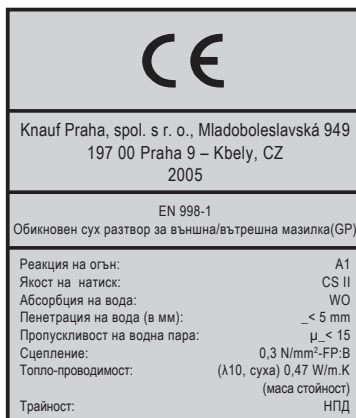 CE
Knauf Praha, spol. s r. o., Mladoboleslavská 949
197 00 Praha 9 – Kbely, CZ
2005
EN 998-1
Обикновен сух разтвор за външна/вътрешна мазилка(GP)
Реакция на огън: A1
Якост на натиск: CS II
Абсорбция на вода: WO
Пенетрация на вода (в мм): _< 5 mm
Пропускливост на водна пара: μ_< 15
Сцепление: 0,3 N/mm²-FP:B
Топло-проводимост: (λ10, суха) 0,47 W/m.K
(маса стойност)
Трайност: НПД